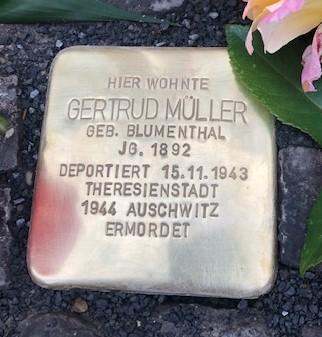 HIER WOHNTE
GERTRUD MÜLLER
GEB. BLUMENTHAL
JG. 1892
DEPORTIERT 15.11.1943
THERESIENSTADT
1944 AUSCHWITZ
ERMORDET